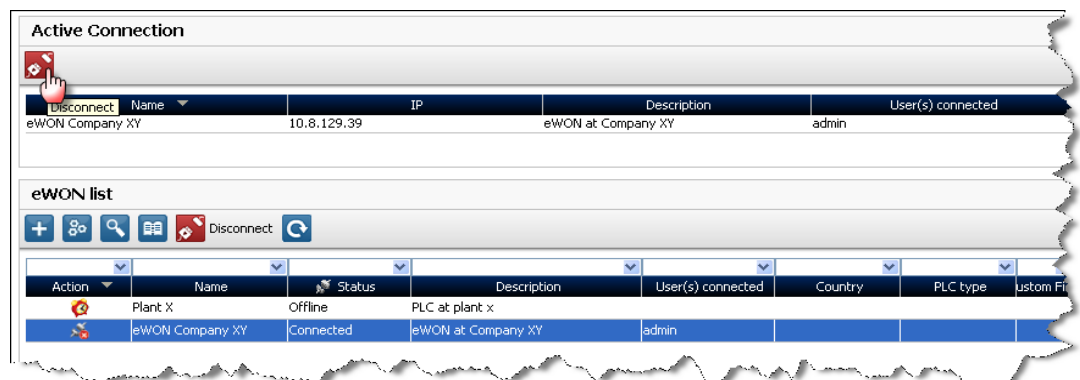 Active Connection
Disconnect
Name IP Description User(s) connected
eWON Company XY 10.8.129.39 eWON at Company XY admin
eWON list
Disconnect
Action Name Status Description User(s) connected Country PLC type ustom Fi
Plant X Offline PLC at plant x
eWON Company XY Connected eWON at Company XY admin